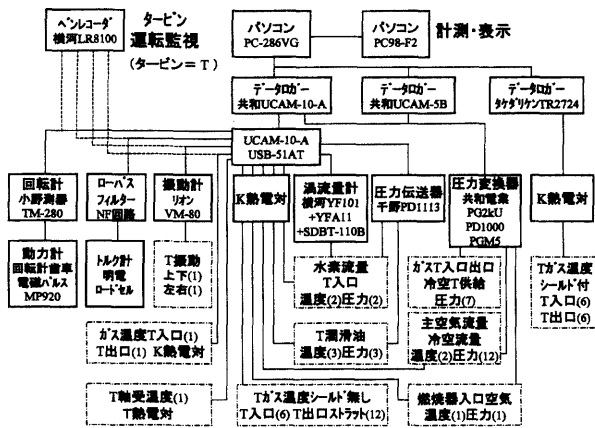 ペンレコーダ
横河LR8100
タービン
運転監視
(タービン=T)
パソコン
PC-286VG
パソコン
PC98-F2
計測・表示
データロガー
共和UCAM-10-A
データロガー
共和UCAM-5B
データロガー
タケダリケンTR2724
UCAM-10-A
USB-51AT
回転計
小野測器
TM-280
ローパス
フィルター
NF回路
振動計
リオン
VM-80
K熱電対
渦流量計
横河YF101
+YFA11
+SDBT-110B
圧力伝送器
千野PD1113
圧力変換器
共和電業
PG2kU
PD1000
PGM5
K熱電対
動力計
回転計歯車
電磁パルス
MP920
トルク計
明電
ロードセル
T振動
上下(1)
左右(1)
水素流量
T入口
温度(2)圧力(2)
ガスT入口出口
冷空T供給
圧力(7)
Tガス温度
シールド付
T入口(6)
T出口(6)
ガス温度T入口(1)
T出口(1) K熱電対
T潤滑油
温度(3)圧力(3)
主空気流量
冷空流量
温度(2)圧力(12)
T軸受温度(1)
T熱電対
Tガス温度シールド無し
T入口(6) T出口ストラット(12)
燃焼器入口空気
温度(1)圧力(1)